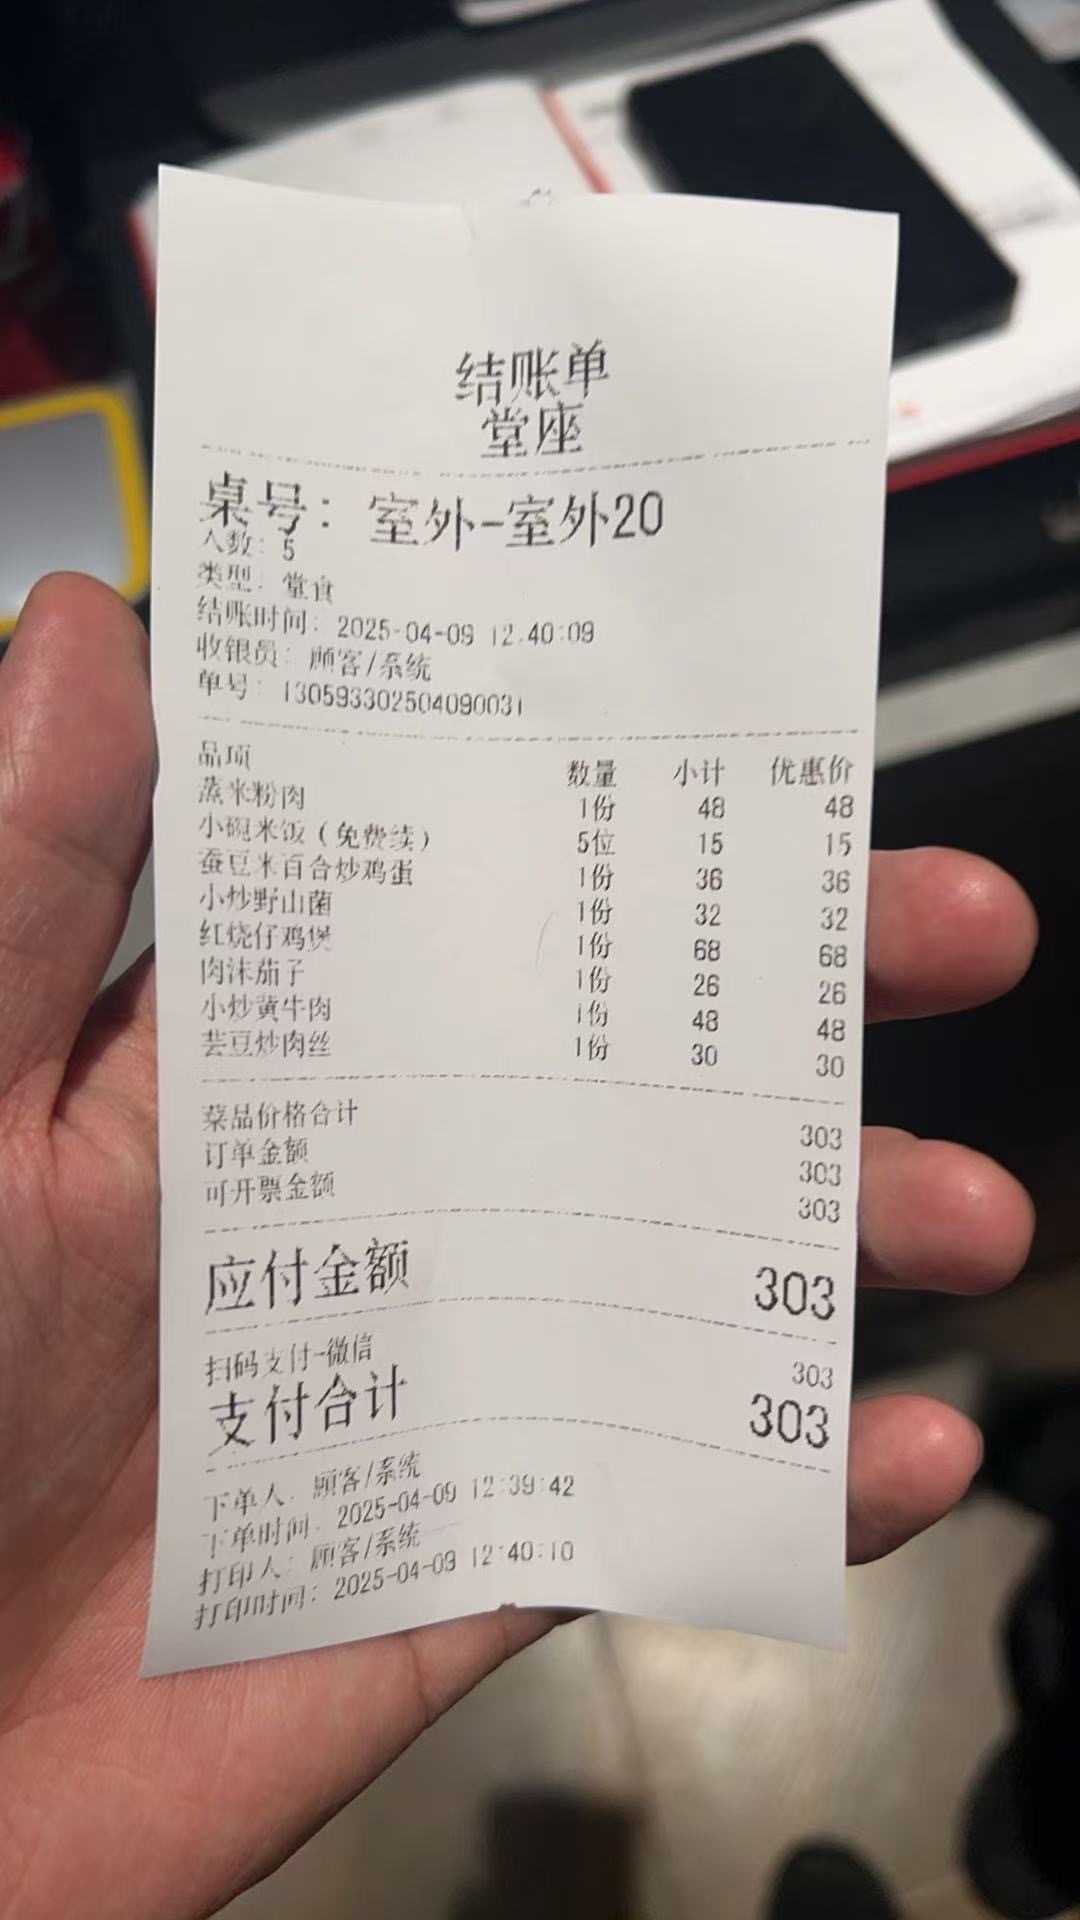 结账单
堂座
桌号：室外-室外20
人数：5
类型：堂食
结账时间：2025-04-09 12:40:09
收银员：顾客/系统
单号：130593302504090031
品项 数量 小计 优惠价
蒸米粉肉 1份 48 48
小碗米饭（免费续） 5位 15 15
蚕豆米百合炒鸡蛋 1份 36 36
小炒野山菌 1份 32 32
红烧仔鸡煲 1份 68 68
肉沫茄子 1份 26 26
小炒黄牛肉 1份 48 48
芸豆炒肉丝 1份 30 30
菜品价格合计 303
订单金额 303
可开票金额 303
应付金额 303
扫码支付-微信 303
支付合计 303
下单人：顾客/系统
下单时间：2025-04-09 12:39:42
打印人：顾客/系统
打印时间：2025-04-09 12:40:10